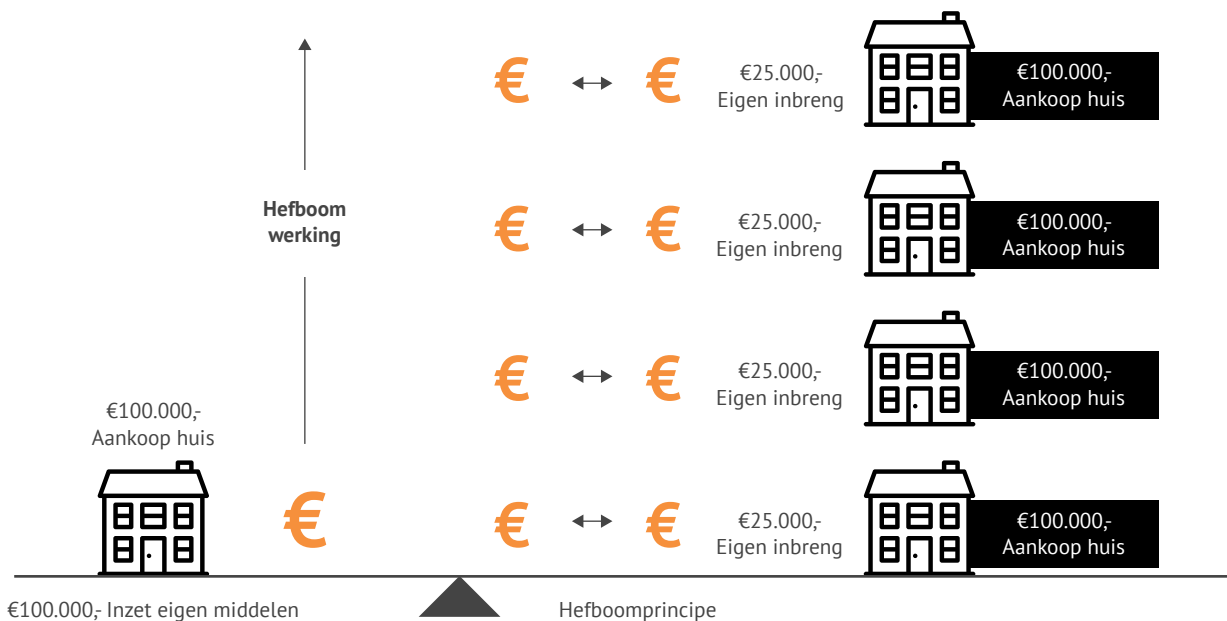 €25.000,-
Eigen inbreng
€100.000,-
Aankoop huis
Hefboom
werking
€25.000,-
Eigen inbreng
€100.000,-
Aankoop huis
€25.000,-
Eigen inbreng
€100.000,-
Aankoop huis
€100.000,-
Aankoop huis
€
€ €
€ €
€ €
€ €
€25.000,-
Eigen inbreng
€100.000,-
Aankoop huis
€100.000,- Inzet eigen middelen
Hefboomprincipe